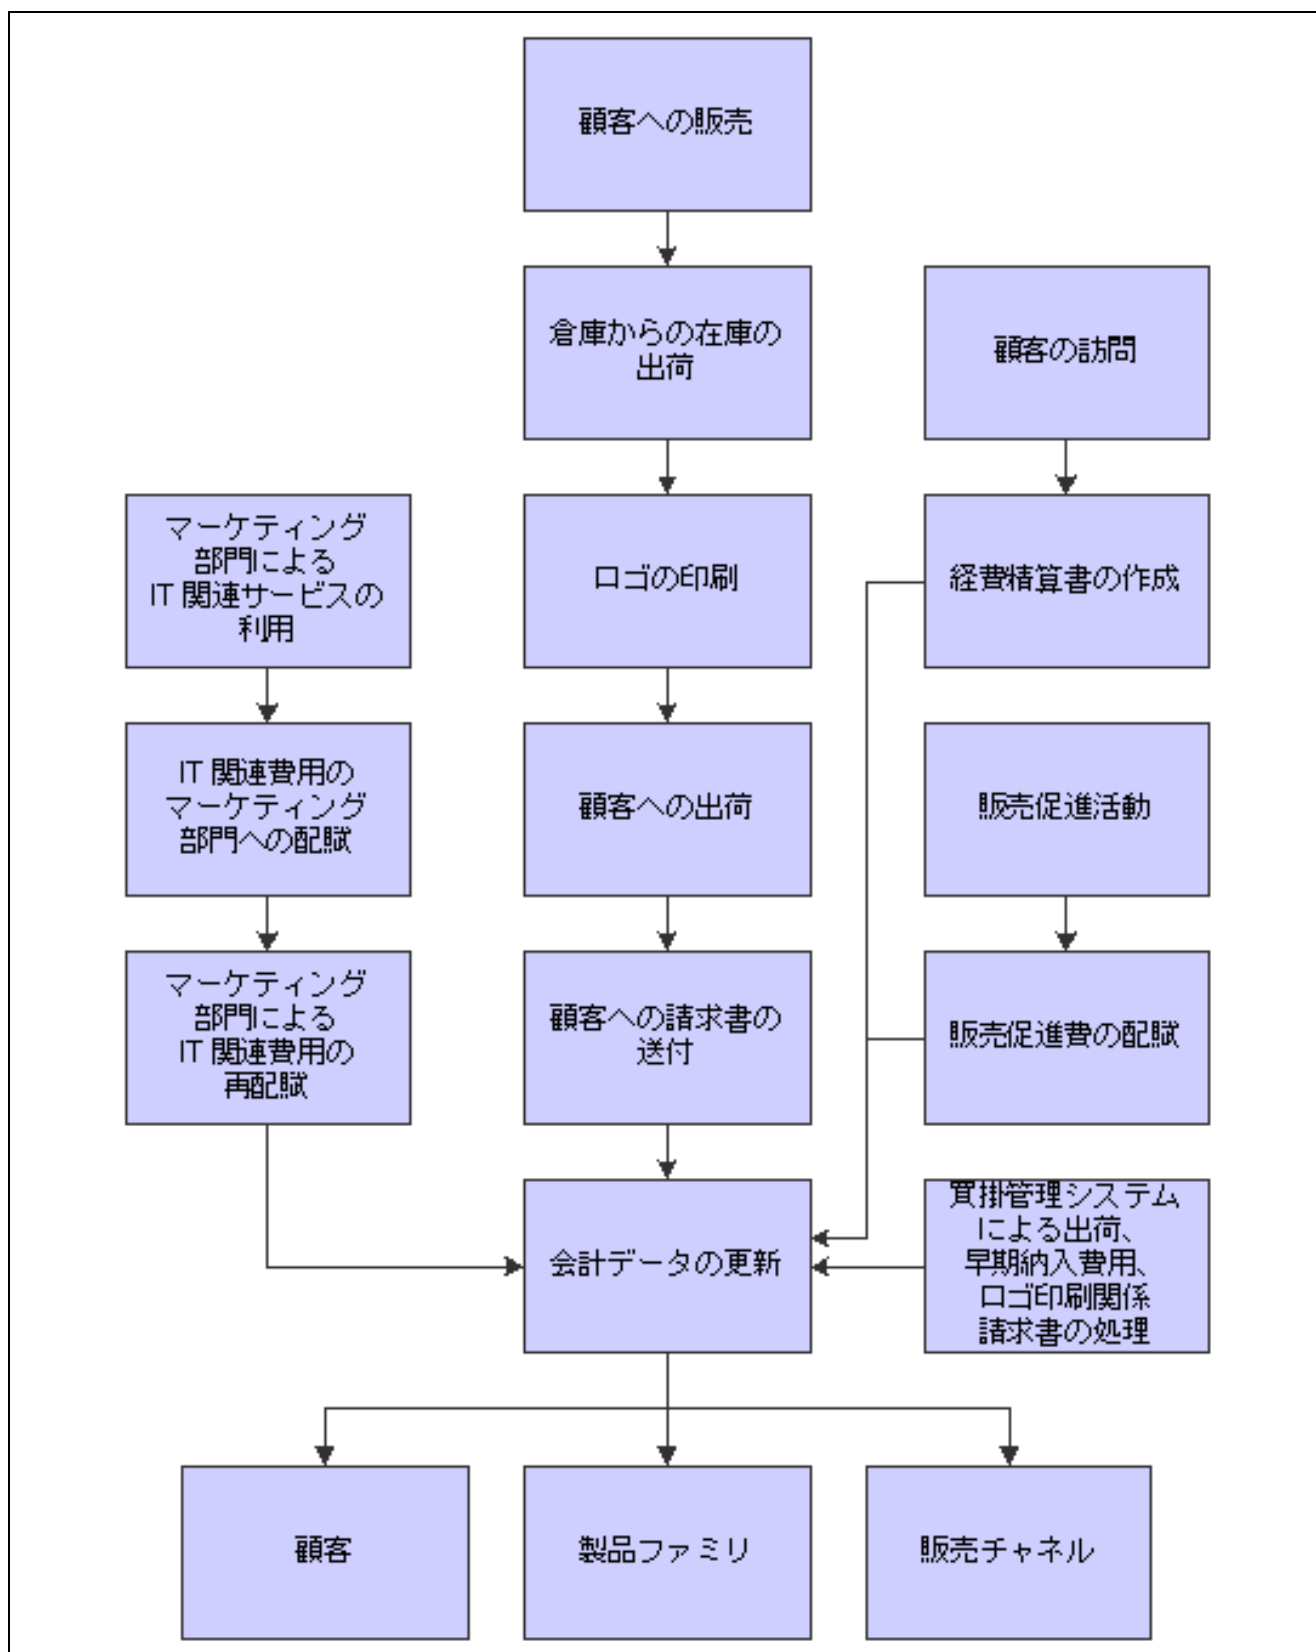 顧客への販売
倉庫からの在庫の
出荷
顧客の訪問
マーケティング
部門による
IT 関連サービスの
利用
ロゴの印刷
経費精算書の作成
IT 関連費用の
マーケティング
部門への配賦
顧客への出荷
販売促進活動
マーケティング
部門による
IT 関連費用の
再配賦
顧客への請求書の
送付
販売促進費の配賦
会計データの更新
買掛管理システム
による出荷、
早期納入費用、
ロゴ印刷関係
請求書の処理
顧客
製品ファミリ
販売チャネル